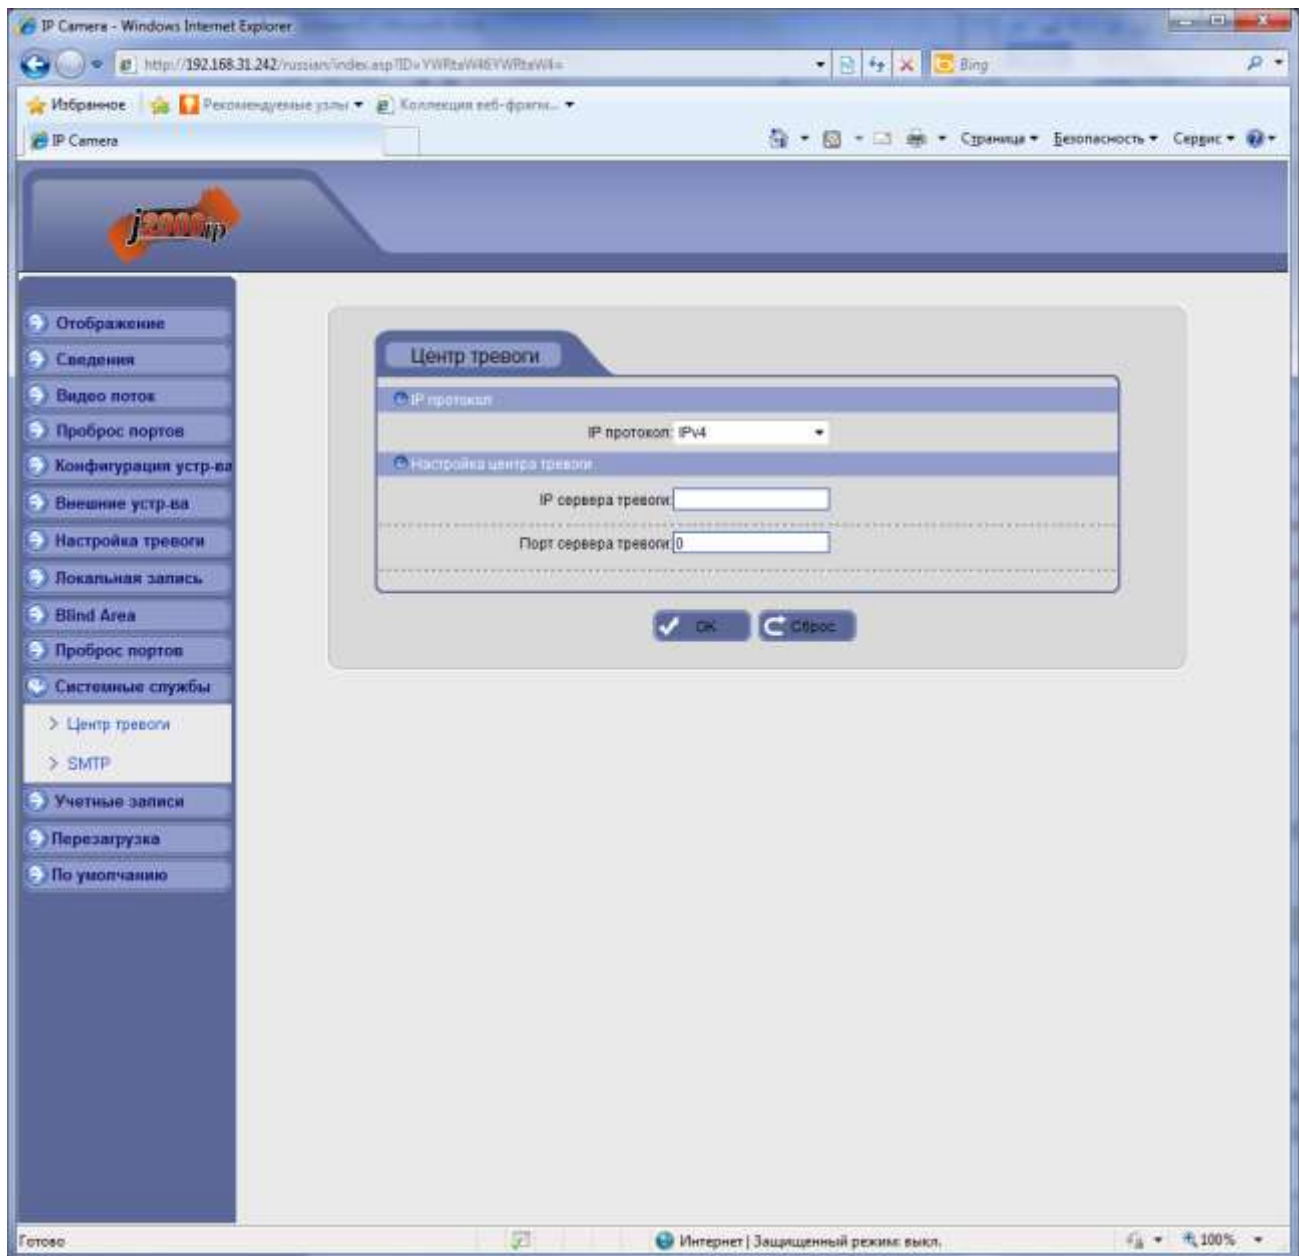 IP Camera - Windows Internet Explorer
http://192.168.31.242/russian/index.asp?ID=YWRtaW46YWRtaW4=
Bing
Избранное
Рекомендуемые узлы
Коллекция веб-фрагм...
IP Camera
Страница
Безопасность
Сервис
j2000ip
Отображение
Сведения
Видео поток
Проброс портов
Конфигурация устр-ва
Внешние устр-ва
Настройка тревоги
Локальная запись
Blind Area
Проброс портов
Системные службы
Центр тревоги
SMTP
Учетные записи
Перезагрузка
По умолчанию
Центр тревоги
IP протокол
IP протокол: IPv4
Настройка центра тревоги
IP сервера тревоги:
Порт сервера тревоги: 0
OK
Сброс
Готово
Интернет | Защищенный режим: выкл.
100%